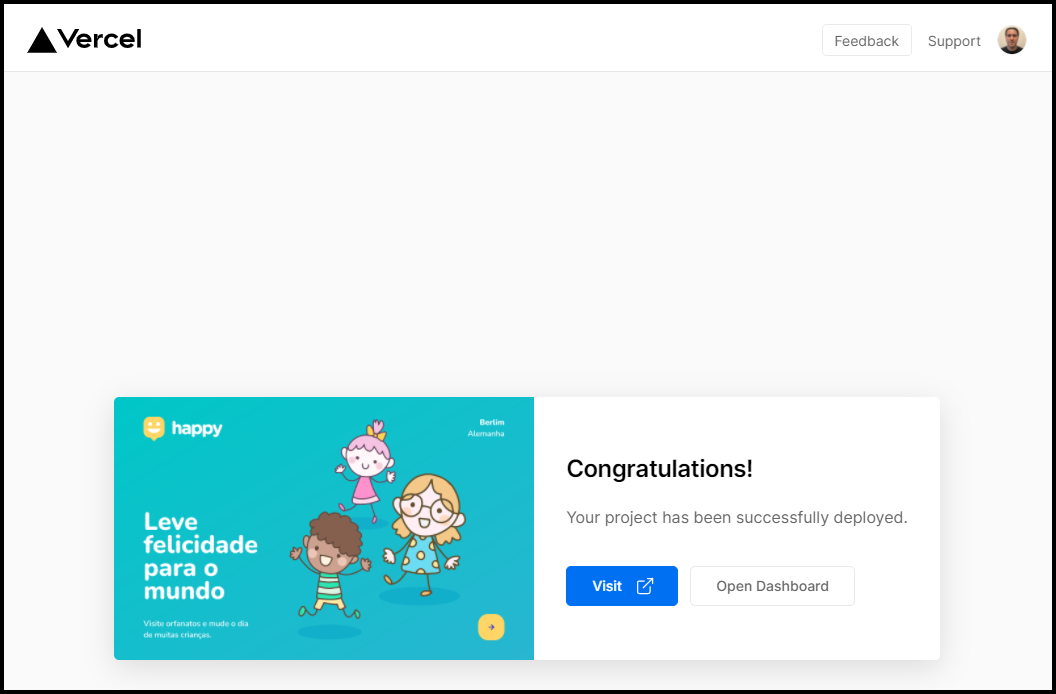 Vercel
Feedback
Support
happy
Berlim
Alemanha
Leve
felicidade
para o
mundo
Visite orfanatos e mude o dia
de muitas crianças.
Congratulations!
Your project has been successfully deployed.
Visit
Open Dashboard